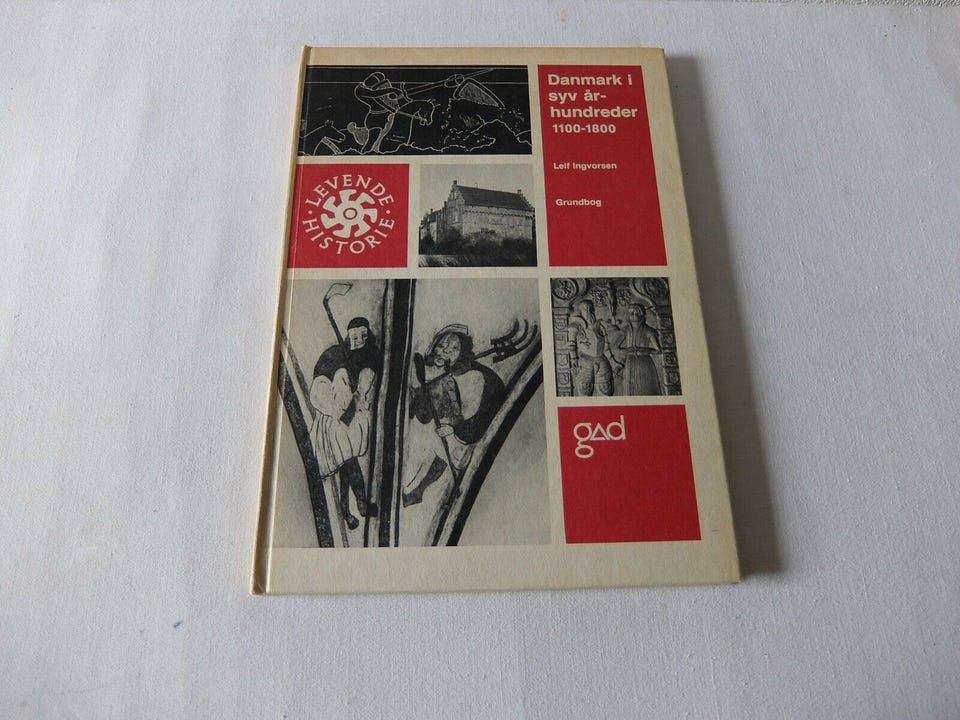 Danmark i
syv år-
hundreder
1100-1800
Leif Ingvorsen
Grundbog
· LEVENDE ·
HISTORIE
gad